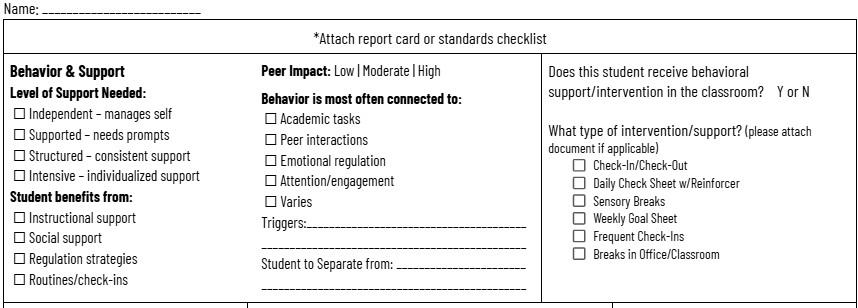 Name: ___________________________
*Attach report card or standards checklist
Behavior & Support
Level of Support Needed:
☐ Independent – manages self
☐ Supported – needs prompts
☐ Structured – consistent support
☐ Intensive – individualized support
Student benefits from:
☐ Instructional support
☐ Social support
☐ Regulation strategies
☐ Routines/check-ins
Peer Impact: Low | Moderate | High
Behavior is most often connected to:
☐ Academic tasks
☐ Peer interactions
☐ Emotional regulation
☐ Attention/engagement
☐ Varies
Triggers:______________________________________
______________________________________________
Student to Separate from: ______________________
______________________________________________
Does this student receive behavioral
support/intervention in the classroom? Y or N
What type of intervention/support? (please attach
document if applicable)
☐ Check-In/Check-Out
☐ Daily Check Sheet w/Reinforcer
☐ Sensory Breaks
☐ Weekly Goal Sheet
☐ Frequent Check-Ins
☐ Breaks in Office/Classroom